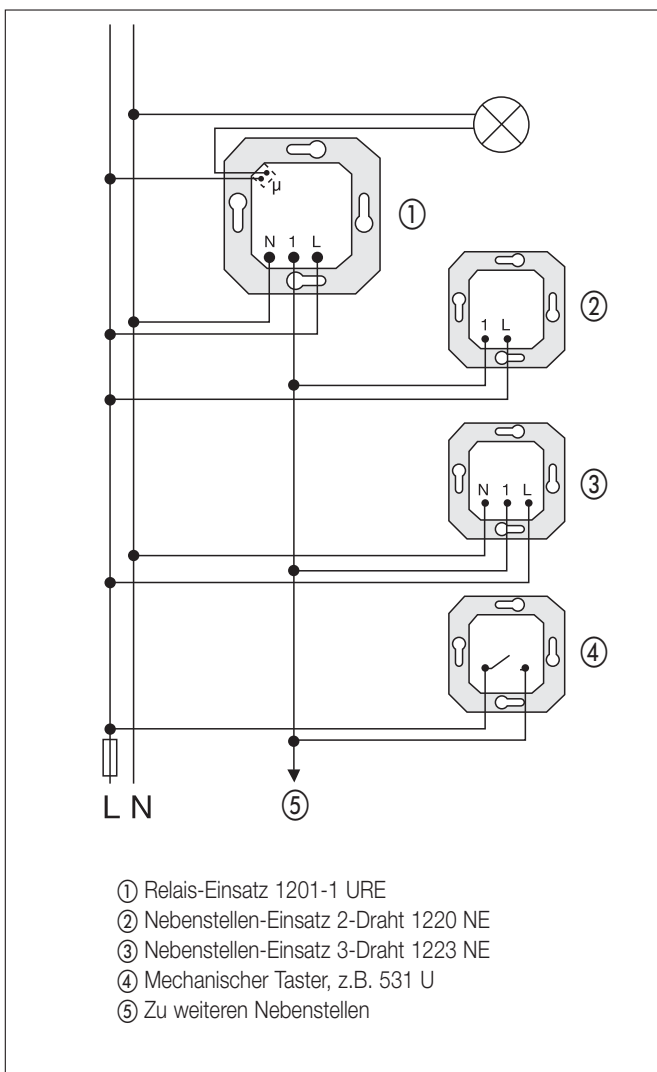 µ
①
N 1 L
②
1 L
③
N 1 L
④
L N
⑤
① Relais-Einsatz 1201-1 URE
② Nebenstellen-Einsatz 2-Draht 1220 NE
③ Nebenstellen-Einsatz 3-Draht 1223 NE
④ Mechanischer Taster, z.B. 531 U
⑤ Zu weiteren Nebenstellen